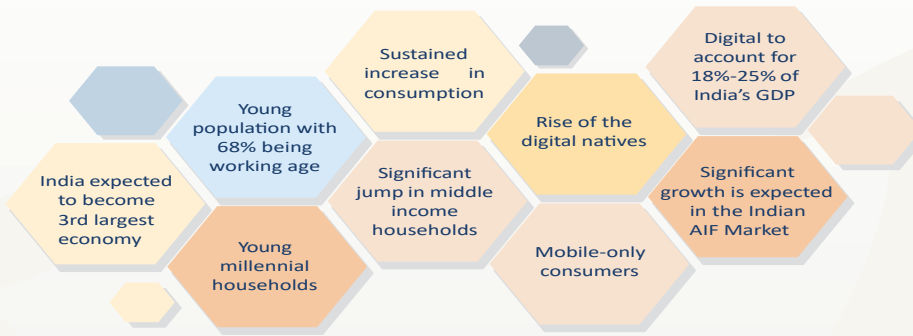 India expected
to become
3rd largest
economy
Young
population with
68% being
working age
Young
millennial
households
Sustained
increase in
consumption
Significant
jump in middle
income
households
Rise of the
digital natives
Mobile-only
consumers
Digital to
account for
18%-25% of
India's GDP
Significant
growth is expected
in the Indian
AIF Market